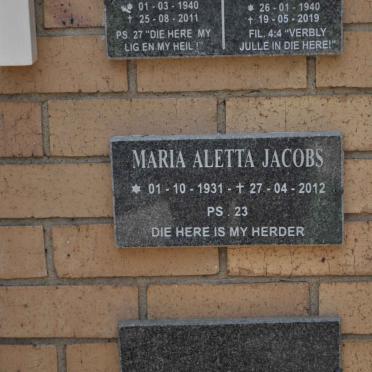 ✱ 01 - 03 - 1940
✝ 25 - 08 - 2011
PS. 27 "DIE HERE MY
LIG EN MY HEIL !"
✱ 26 - 01 - 1940
✝ 19 - 05 - 2019
FIL. 4:4 "VERBLY
JULLE IN DIE HERE!"
MARIA ALETTA JACOBS
✱ 01 - 10 - 1931 - ✝ 27 - 04 - 2012
PS . 23
DIE HERE IS MY HERDER